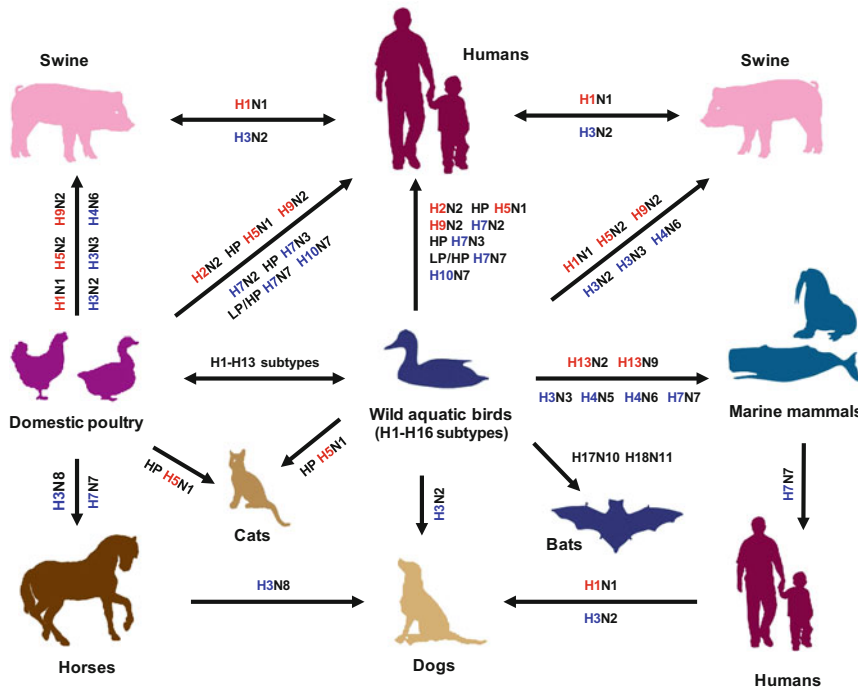 Swine
Humans
Swine
H1N1
H3N2
H1N1
H3N2
H1N1 H5N2 H9N2
H3N2 H3N3 H4N6
H2N2 HP H5N1 H9N2
H7N2 HP H7N3
LP/HP H7N7 H10N7
H2N2 HP H5N1
H9N2 H7N2
HP H7N3
LP/HP H7N7
H10N7
H1N1 H5N2 H9N2
H3N2 H3N3 H4N6
H1-H13 subtypes
H13N2 H13N9
H3N3 H4N5 H4N6 H7N7
Domestic poultry
Wild aquatic birds
(H1-H16 subtypes)
Marine mammals
H3N8
H7N7
HP H5N1
HP H5N1
H3N2
H17N10 H18N11
H7N7
Cats
Bats
H3N8
H1N1
H3N2
Horses
Dogs
Humans